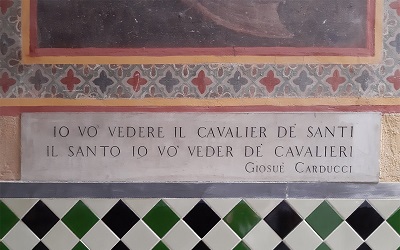 IO VO' VEDERE IL CAVALIER DE' SANTI
IL SANTO IO VO' VEDER DE' CAVALIERI
GIOSUÈ CARDUCCI